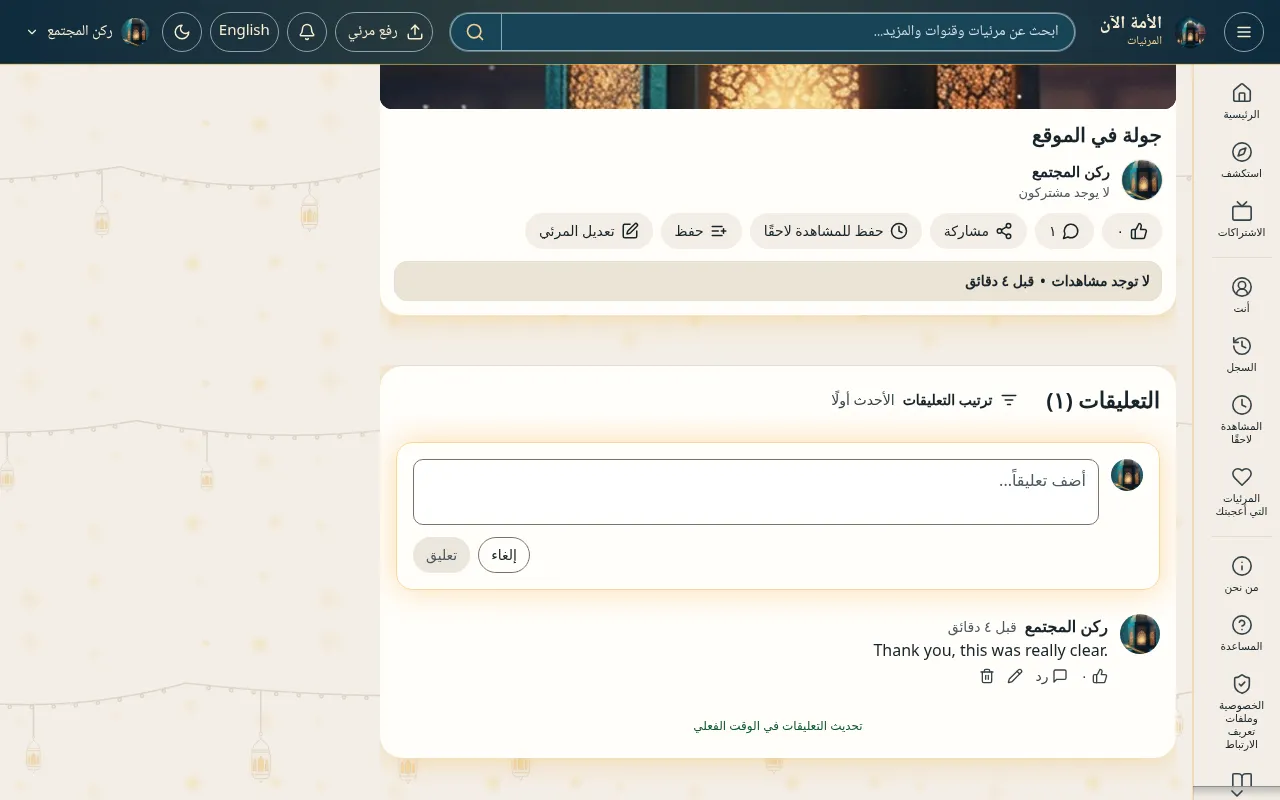 الأمة الآن
المرئيات
ابحث عن مرئيات وقنوات والمزيد...
رفع مرئي
English
ركن المجتمع
الرئيسية
استكشف
الاشتراكات
أنت
السجل
المشاهدة
لاحقًا
المرئيات
التي أعجبتك
من نحن
المساعدة
الخصوصية
وملفات
تعريف
الارتباط
جولة في الموقع
ركن المجتمع
لا يوجد مشتركون
٠
١
مشاركة
حفظ للمشاهدة لاحقًا
حفظ
تعديل المرئي
لا توجد مشاهدات • قبل ٤ دقائق
التعليقات (١)
ترتيب التعليقات الأحدث أولًا
أضف تعليقاً...
إلغاء
تعليق
ركن المجتمع قبل ٤ دقائق
Thank you, this was really clear.
٠ رد
تحديث التعليقات في الوقت الفعلي